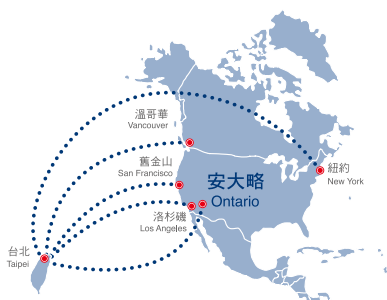 溫哥華
Vancouver
舊金山
San Francisco
安大略
Ontario
紐約
New York
洛杉磯
Los Angeles
台北
Taipei